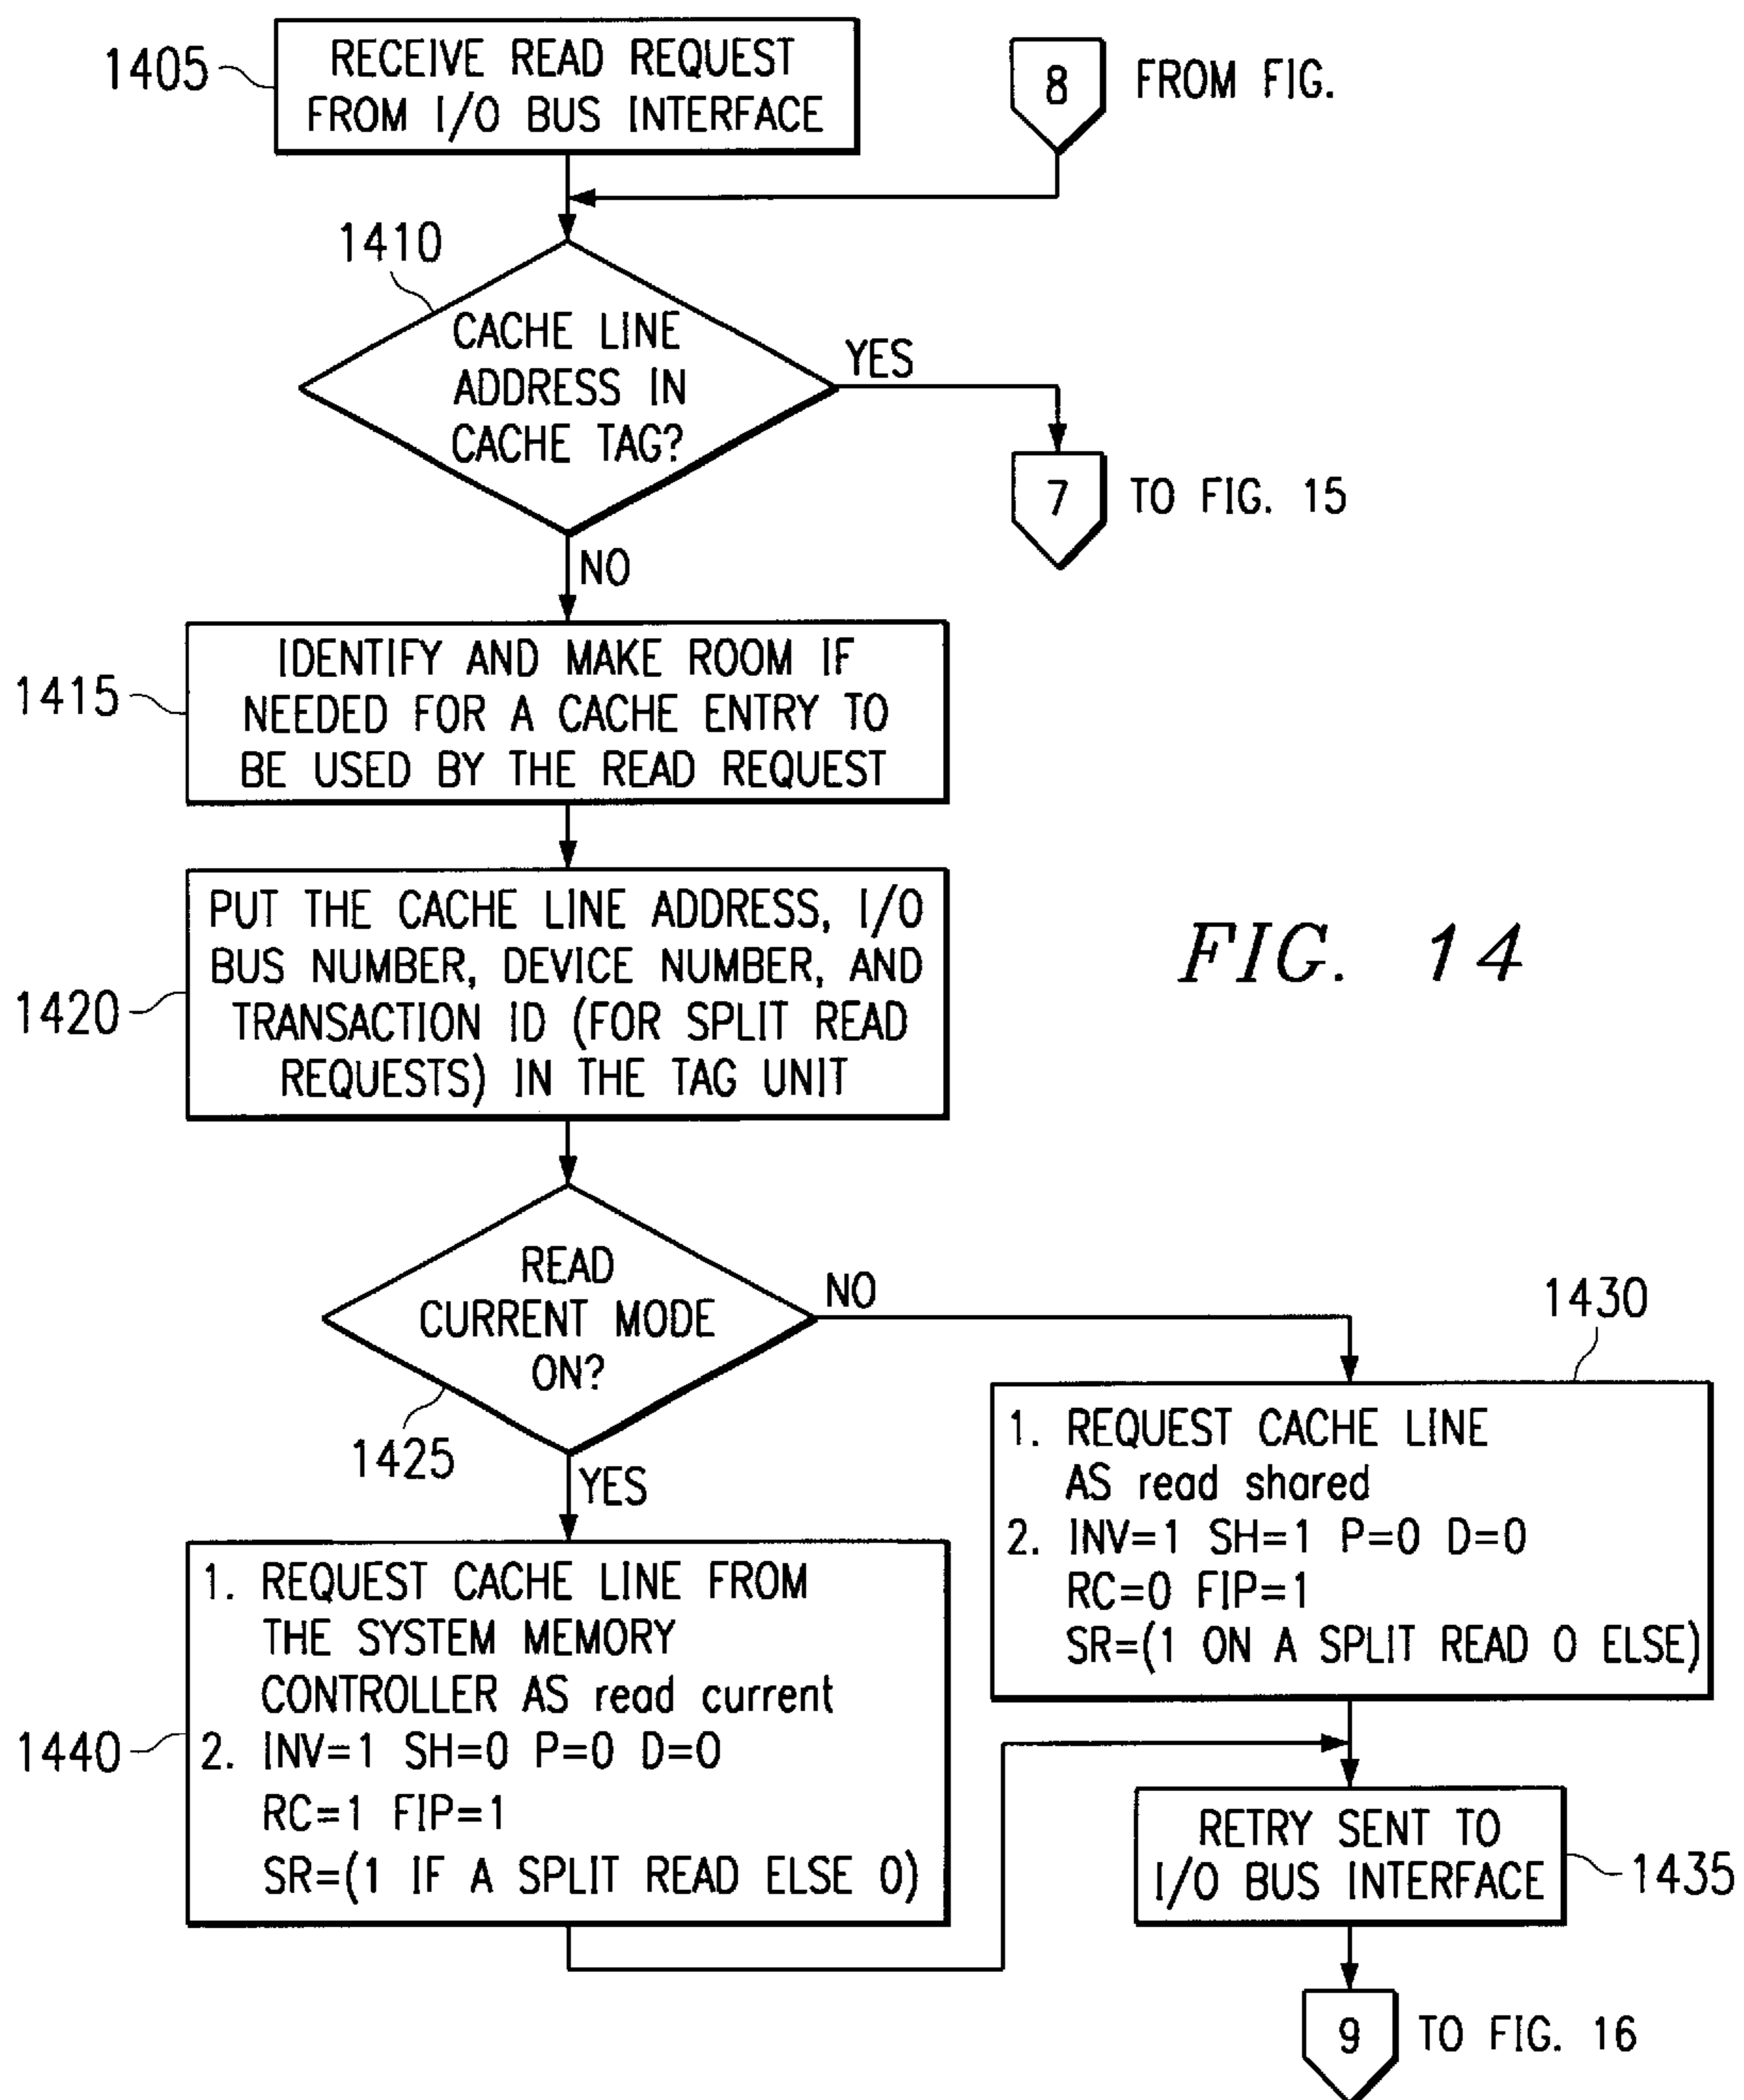 1405
RECEIVE READ REQUEST
FROM I/O BUS INTERFACE
8
FROM FIG.
1410
CACHE LINE
ADDRESS IN
CACHE TAG?
YES
7
TO FIG. 15
NO
1415
IDENTIFY AND MAKE ROOM IF
NEEDED FOR A CACHE ENTRY TO
BE USED BY THE READ REQUEST
1420
PUT THE CACHE LINE ADDRESS, I/O
BUS NUMBER, DEVICE NUMBER, AND
TRANSACTION ID (FOR SPLIT READ
REQUESTS) IN THE TAG UNIT
FIG. 14
READ
CURRENT MODE
ON?
1425
NO
YES
1430
1. REQUEST CACHE LINE
AS read shared
2. INV=1 SH=1 P=0 D=0
RC=0 FIP=1
SR=(1 ON A SPLIT READ 0 ELSE)
1440
1. REQUEST CACHE LINE FROM
THE SYSTEM MEMORY
CONTROLLER AS read current
2. INV=1 SH=0 P=0 D=0
RC=1 FIP=1
SR=(1 IF A SPLIT READ ELSE 0)
RETRY SENT TO
I/O BUS INTERFACE
1435
9
TO FIG. 16